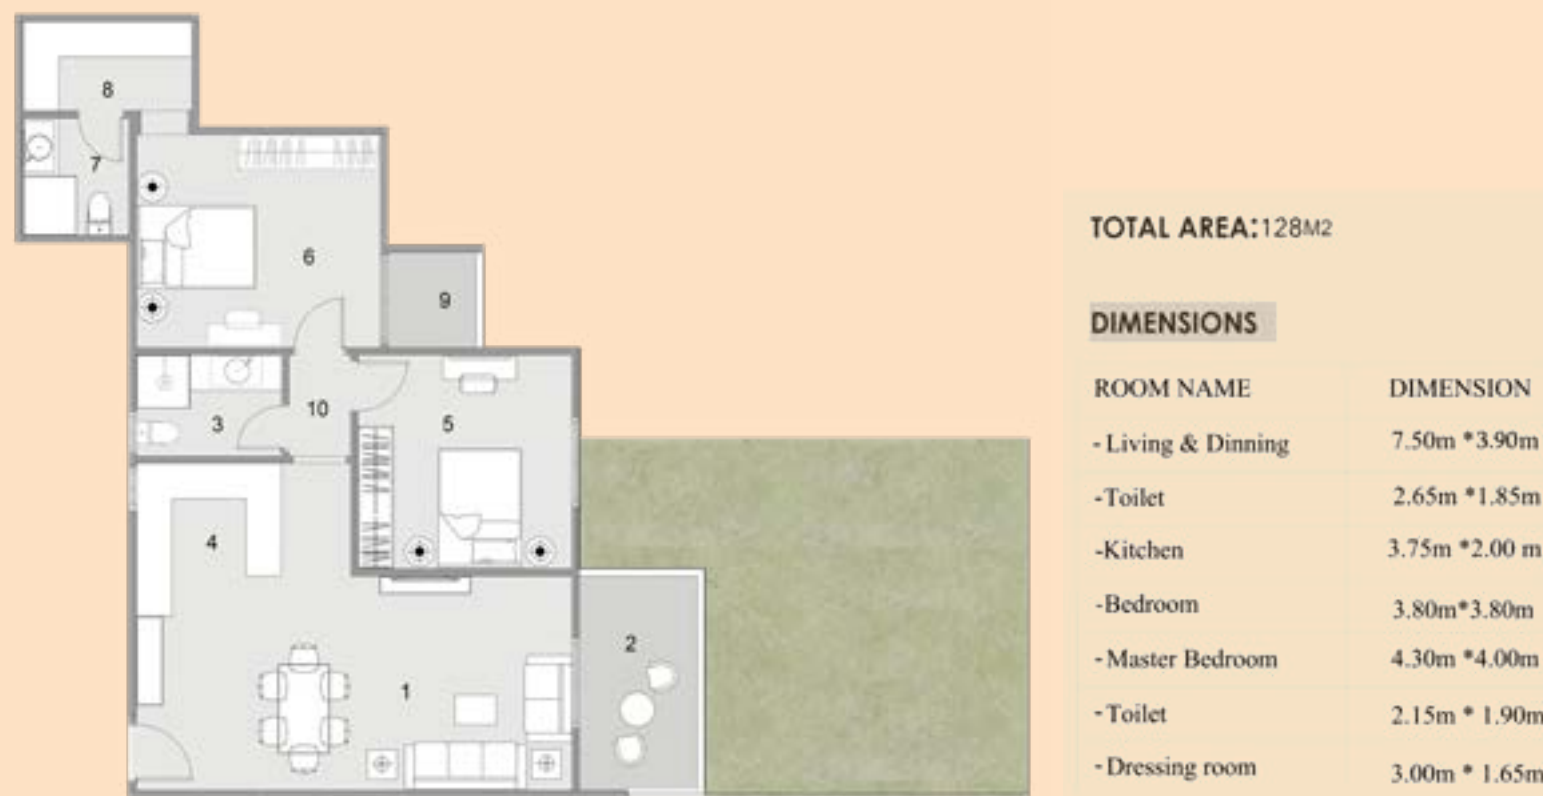 8
7
6
9
10
3
5
4
2
1
TOTAL AREA:128M2
DIMENSIONS
ROOM NAME DIMENSION
- Living & Dinning 7.50m *3.90m
-Toilet 2.65m *1.85m
-Kitchen 3.75m *2.00 m
-Bedroom 3.80m*3.80m
- Master Bedroom 4.30m *4.00m
- Toilet 2.15m * 1.90m
- Dressing room 3.00m * 1.65m